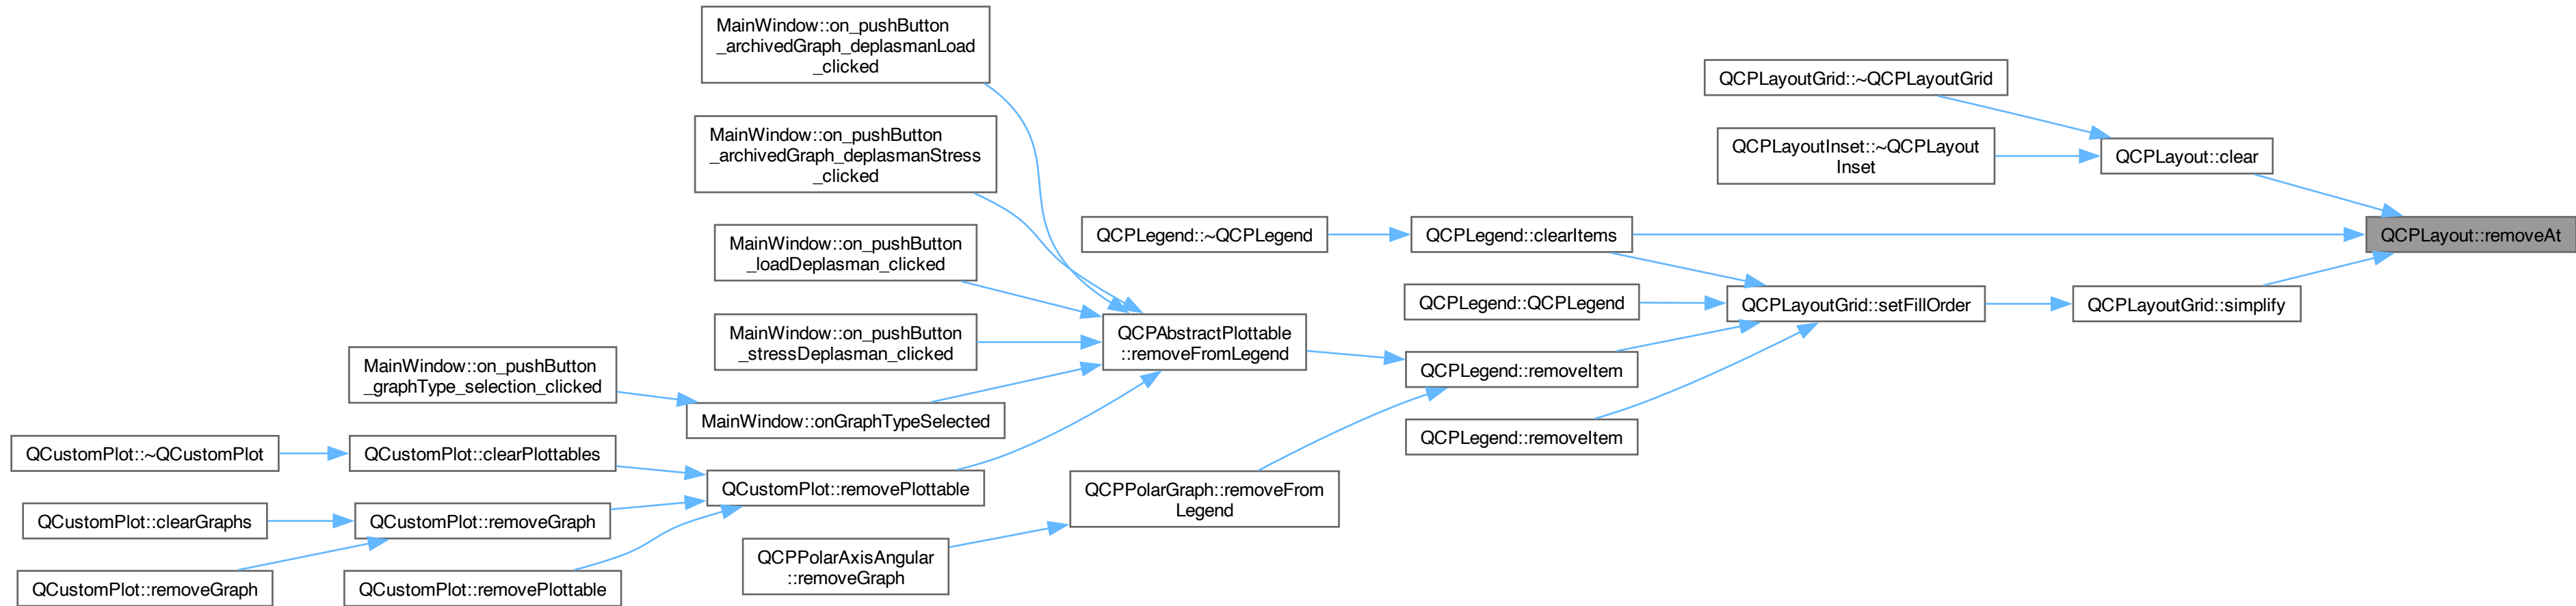 MainWindow::on_pushButton
_archivedGraph_deplasmanLoad
_clicked
MainWindow::on_pushButton
_archivedGraph_deplasmanStress
_clicked
MainWindow::on_pushButton
_loadDeplasman_clicked
MainWindow::on_pushButton
_stressDeplasman_clicked
MainWindow::on_pushButton
_graphType_selection_clicked
MainWindow::onGraphTypeSelected
QCustomPlot::~QCustomPlot
QCustomPlot::clearPlottables
QCustomPlot::removePlottable
QCustomPlot::clearGraphs
QCustomPlot::removeGraph
QCustomPlot::removeGraph
QCustomPlot::removePlottable
QCPPolarAxisAngular
::removeGraph
QCPPolarGraph::removeFrom
Legend
QCPAbstractPlottable
::removeFromLegend
QCPLegend::~QCPLegend
QCPLegend::clearItems
QCPLegend::QCPLegend
QCPLegend::removeItem
QCPLegend::removeItem
QCPLayoutGrid::~QCPLayoutGrid
QCPLayoutInset::~QCPLayout
Inset
QCPLayoutGrid::setFillOrder
QCPLayout::clear
QCPLayoutGrid::simplify
QCPLayout::removeAt